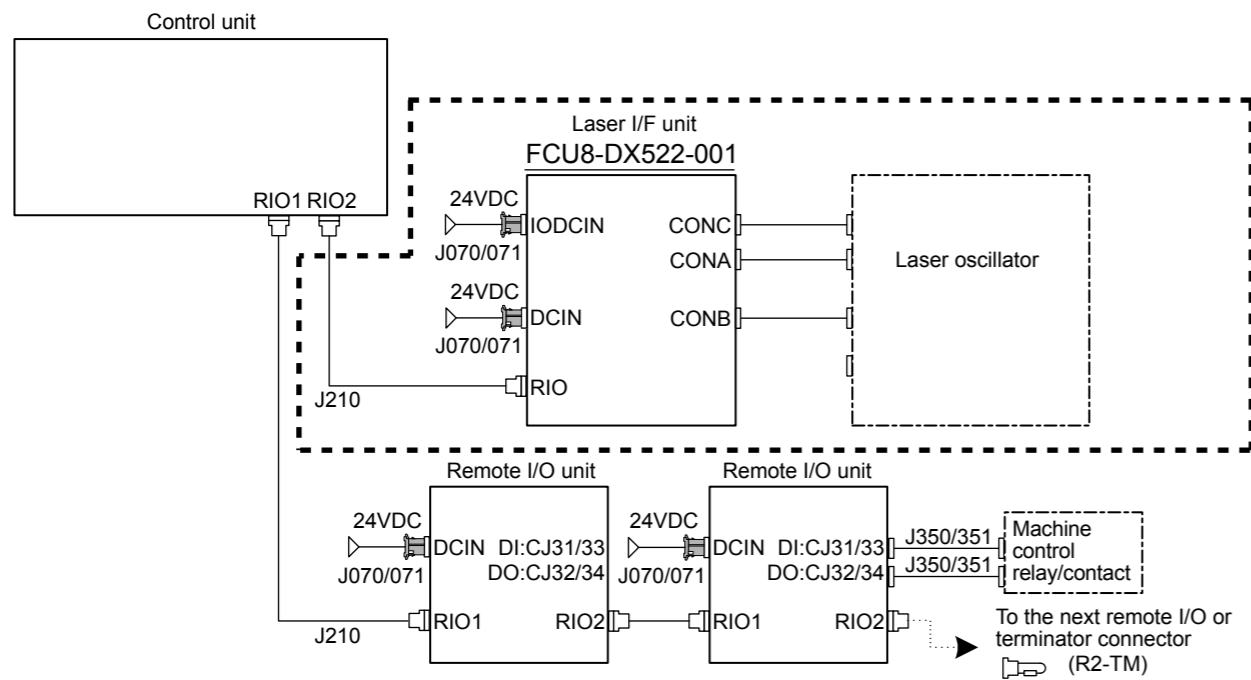 Control unit
RIO1 RIO2
Laser I/F unit
FCU8-DX522-001
24VDC
IODCIN
J070/071
24VDC
DCIN
J070/071
RIO
J210
CONC
CONA
CONB
Laser oscillator
Remote I/O unit
24VDC
DCIN
DI:CJ31/33
DO:CJ32/34
J070/071
RIO1
RIO2
J210
Remote I/O unit
24VDC
DCIN
DI:CJ31/33
DO:CJ32/34
J070/071
RIO1
RIO2
J350/351
J350/351
Machine
control
relay/contact
To the next remote I/O or
terminator connector
(R2-TM)